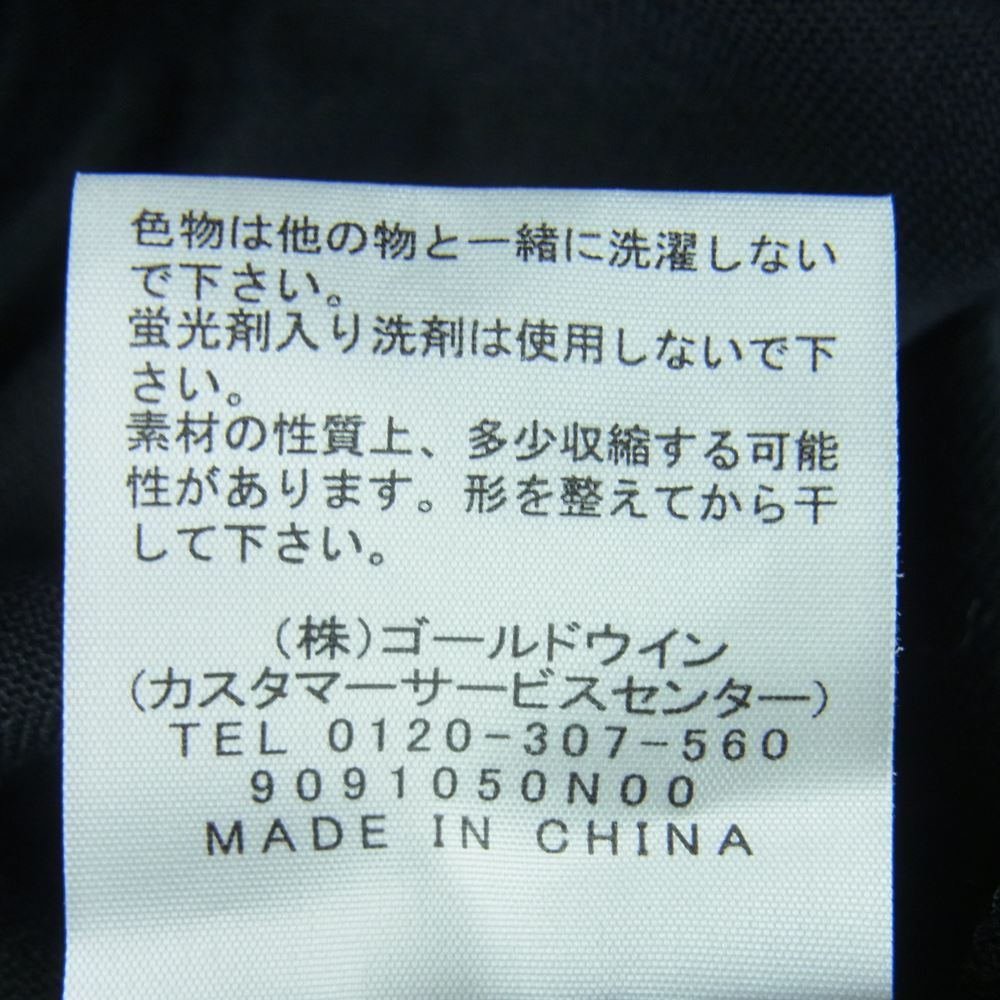 色物は他の物と一緒に洗濯しない
で下さい。
蛍光剤入り洗剤は使用しないで下
さい。
素材の性質上、多少収縮する可能
性があります。形を整えてから干
して下さい。
(株)ゴールドウイン
(カスタマーサービスセンター)
TEL 0120-307-560
9091050N00
MADE IN CHINA